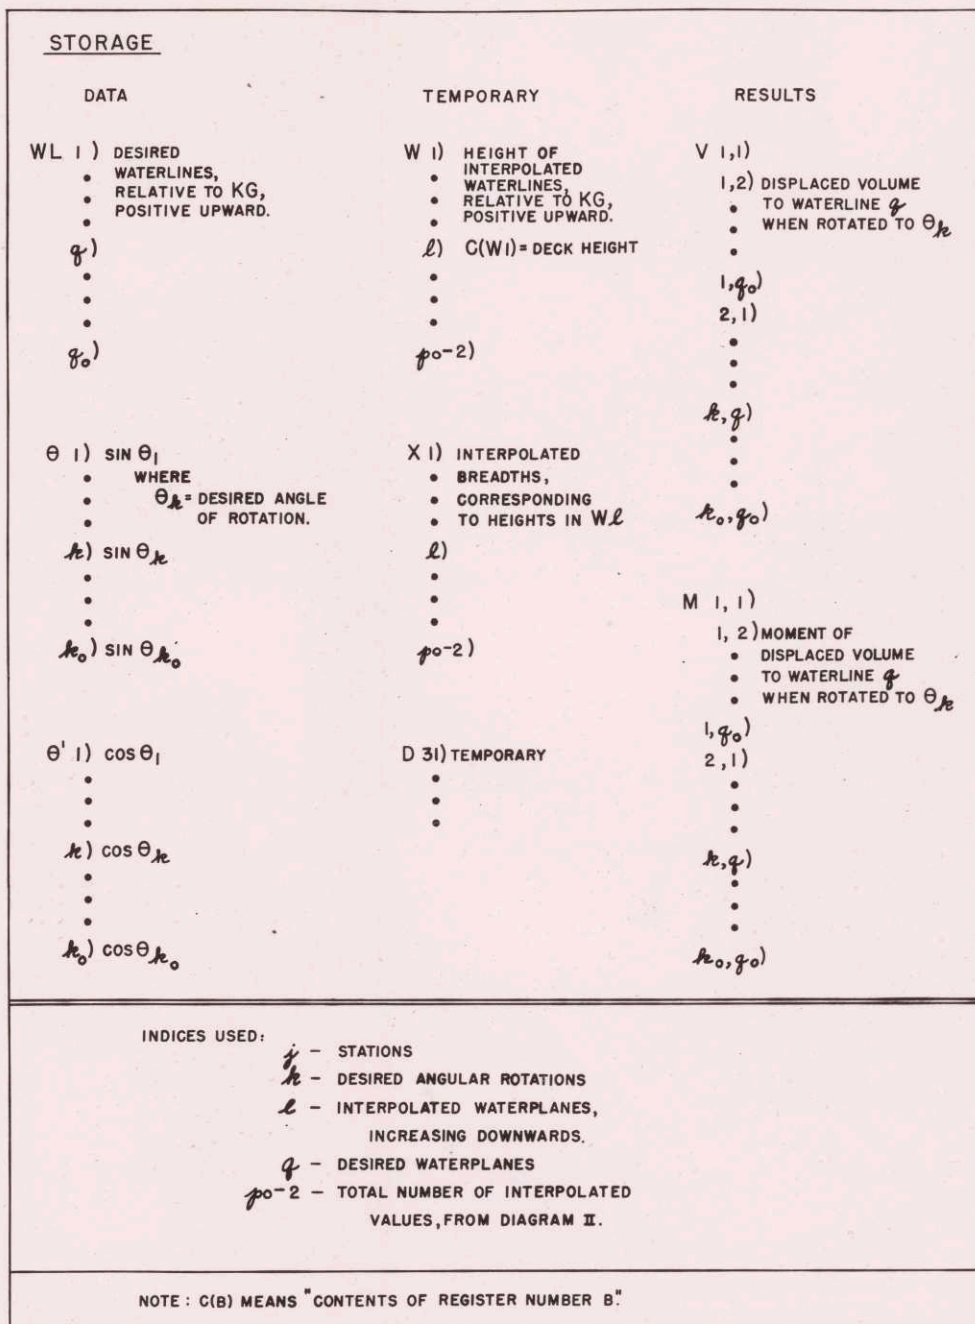 STORAGE
DATA
WL 1) DESIRED
WATERLINES,
RELATIVE TO KG,
POSITIVE UPWARD.
q)
q₀)
θ 1) SIN θ₁
WHERE
θₖ = DESIRED ANGLE
OF ROTATION.
k) SIN θₖ
k₀) SIN θₖ₀
θ' 1) COS θ₁
k) COS θₖ
k₀) COS θₖ₀
TEMPORARY
W 1) HEIGHT OF
INTERPOLATED
WATERLINES,
RELATIVE TO KG,
POSITIVE UPWARD.
l) C(W1) = DECK HEIGHT
po-2)
X 1) INTERPOLATED
BREADTHS,
CORRESPONDING
TO HEIGHTS IN Wl
l)
po-2)
D 31) TEMPORARY
RESULTS
V 1,1)
1,2) DISPLACED VOLUME
TO WATERLINE q
WHEN ROTATED TO θₖ
1,q₀)
2,1)
k,q)
k₀,q₀)
M 1,1)
1,2) MOMENT OF
DISPLACED VOLUME
TO WATERLINE q
WHEN ROTATED TO θₖ
1,q₀)
2,1)
k,q)
k₀,q₀)
INDICES USED:
j - STATIONS
k - DESIRED ANGULAR ROTATIONS
l - INTERPOLATED WATERPLANES,
INCREASING DOWNWARDS.
q - DESIRED WATERPLANES
po-2 - TOTAL NUMBER OF INTERPOLATED
VALUES, FROM DIAGRAM II.
NOTE: C(B) MEANS "CONTENTS OF REGISTER NUMBER B."